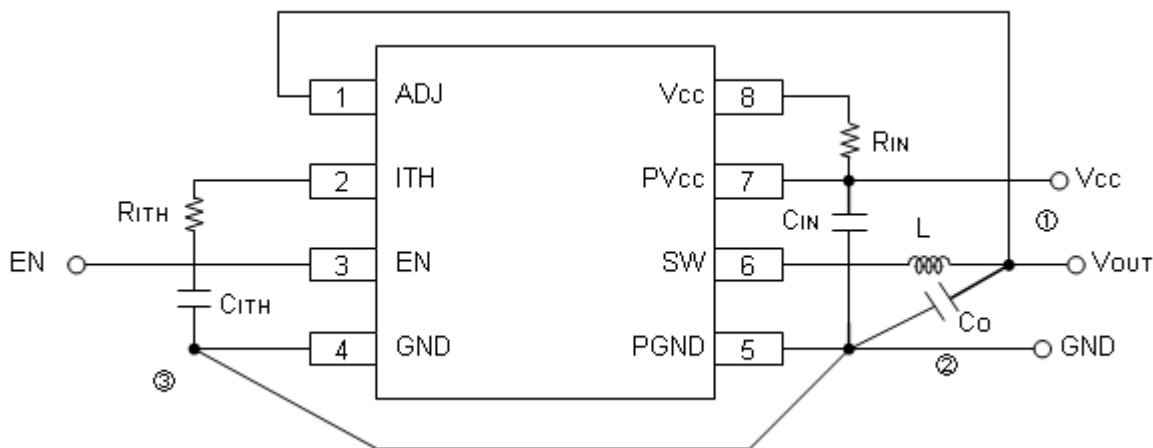 1 ADJ VCC 8
RIN
2 ITH PVCC 7 VCC
RITH
CIN L ①
EN 3 EN SW 6 VOUT
CITH CO
4 GND PGND 5 GND
③ ②